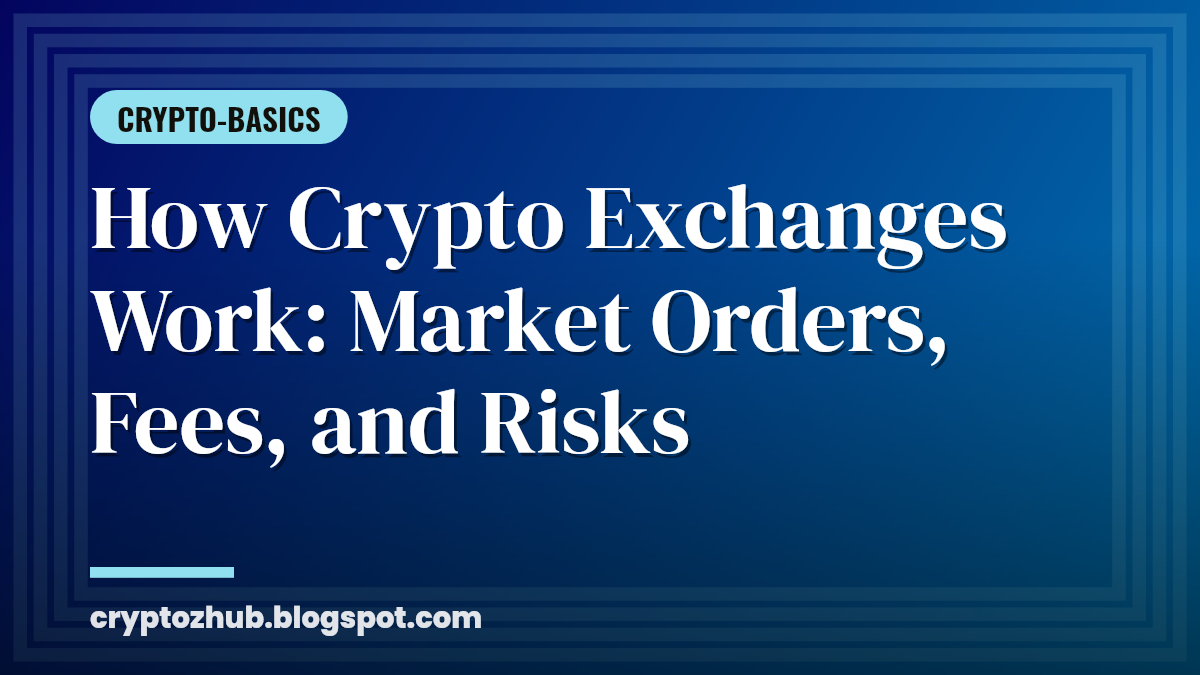 CRYPTO-BASICS
How Crypto Exchanges
Work: Market Orders,
Fees, and Risks
cryptozhub.blogspot.com